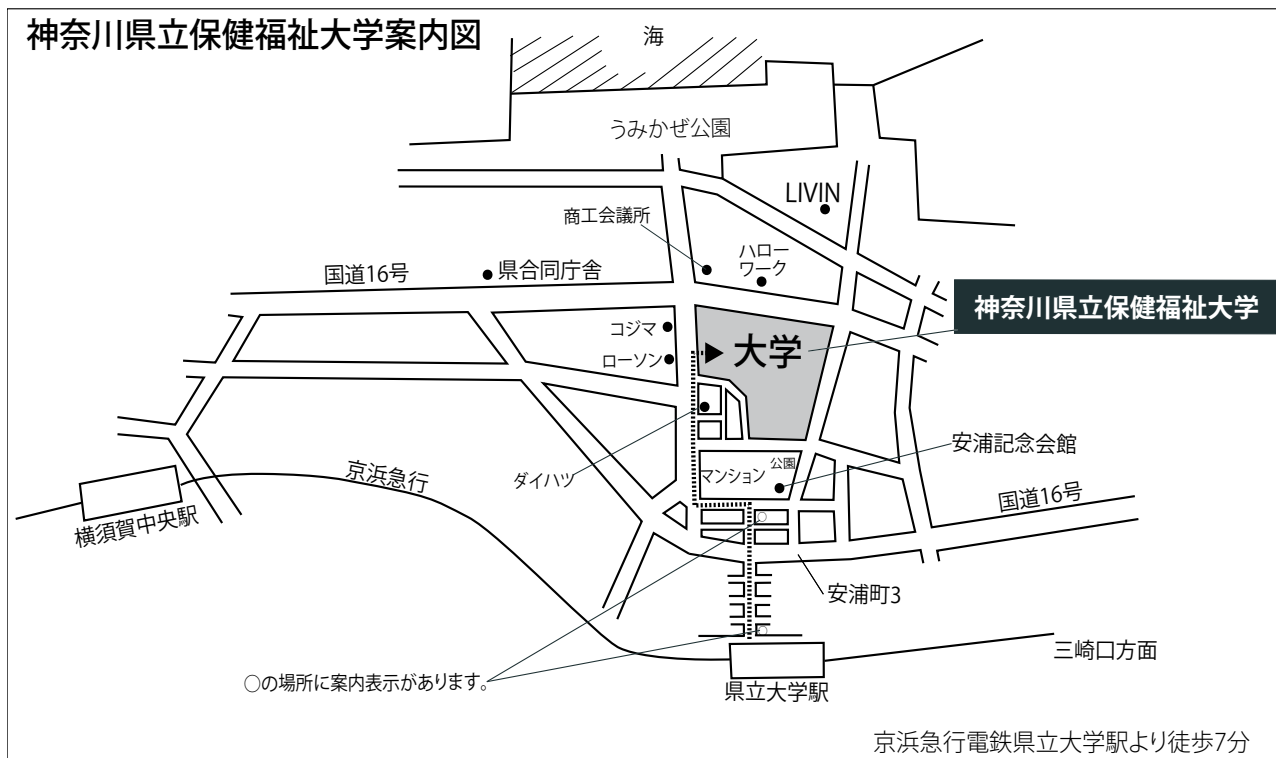 神奈川県立保健福祉大学案内図
海
うみかぜ公園
LIVIN
商工会議所
ハロー
ワーク
国道16号
県合同庁舎
神奈川県立保健福祉大学
コジマ
ローソン
大学
安浦記念会館
ダイハツ
マンション
公園
京浜急行
国道16号
横須賀中央駅
安浦町3
三崎口方面
○の場所に案内表示があります。
県立大学駅
京浜急行電鉄県立大学駅より徒歩7分